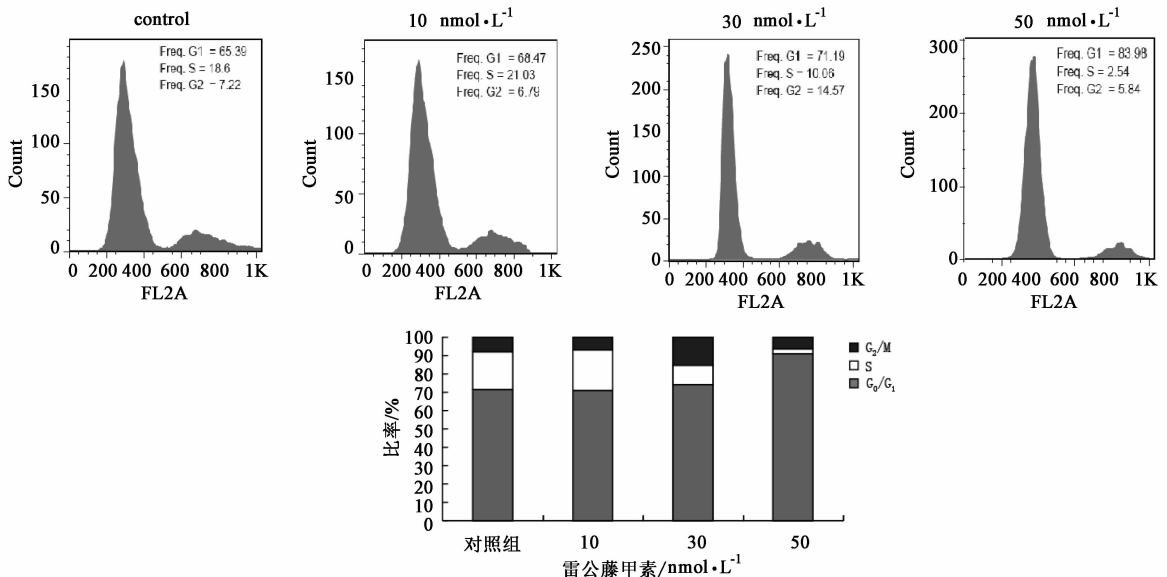 control
10 nmol·L⁻¹
30 nmol·L⁻¹
50 nmol·L⁻¹
Freq. G1 = 65.39
Freq. S = 18.6
Freq. G2 = 7.22
150
100
50
0
Count
0 200 400 600 800 1K
FL2A
Freq. G1 = 68.47
Freq. S = 21.03
Freq. G2 = 6.79
150
100
50
0
Count
0 200 400 600 800 1K
FL2A
Freq. G1 = 71.19
Freq. S = 10.06
Freq. G2 = 14.57
250
200
150
100
50
0
Count
0 200 400 600 800 1K
FL2A
Freq. G1 = 83.98
Freq. S = 2.54
Freq. G2 = 5.84
300
200
100
0
Count
0 200 400 600 800 1K
FL2A
100
90
80
70
60
50
40
30
20
10
0
比率/%
G₂/M
S
G₀/G₁
对照组 10 30 50
雷公藤甲素/nmol·L⁻¹